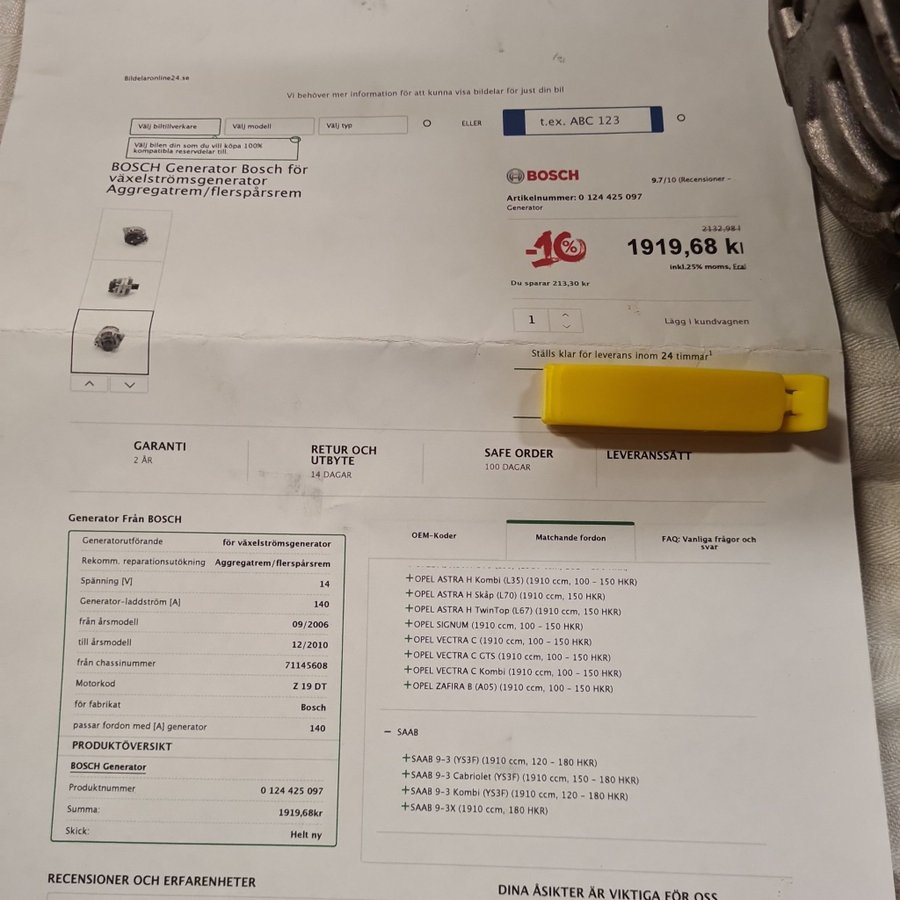 Bildelaronline24.se
Vi behöver mer information för att kunna visa bildelar för just din bil
Välj biltillverkare
Välj modell
Välj typ
ELLER
t.ex. ABC 123
Välj bilen din som du vill köpa 100%
kompatibla reservdelar till.
BOSCH Generator Bosch för
växelströmsgenerator
Aggregatrem/flerspårsrem
BOSCH
9.7/10 (Recensioner -
Artikelnummer: 0 124 425 097
Generator
-10%
2132,98
1919,68 kr
inkl.25% moms,
Du sparar 213,30 kr
1
Lägg i kundvagnen
Ställs klar för leverans inom 24 timmar¹
GARANTI
2 ÅR
RETUR OCH
UTBYTE
14 DAGAR
SAFE ORDER
100 DAGAR
LEVERANSSÄTT
Generator Från BOSCH
Generatorutförande för växelströmsgenerator
Rekomm. reparationsutökning Aggregatrem/flerspårsrem
Spänning [V] 14
Generator-laddström [A] 140
från årsmodell 09/2006
till årsmodell 12/2010
från chassinummer 71145608
Motorkod Z 19 DT
för fabrikat Bosch
passar fordon med [A] generator 140
PRODUKTÖVERSIKT
BOSCH Generator
Produktnummer 0 124 425 097
Summa: 1919,68kr
Skick: Helt ny
OEM-Koder
Matchande fordon
FAQ: Vanliga frågor och
svar
+OPEL ASTRA H Kombi (L35) (1910 ccm, 100 - 150 HKR)
+OPEL ASTRA H Skåp (L70) (1910 ccm, 150 HKR)
+OPEL ASTRA H TwinTop (L67) (1910 ccm, 150 HKR)
+OPEL SIGNUM (1910 ccm, 100 - 150 HKR)
+OPEL VECTRA C (1910 ccm, 100 - 150 HKR)
+OPEL VECTRA C GTS (1910 ccm, 100 - 150 HKR)
+OPEL VECTRA C Kombi (1910 ccm, 100 - 150 HKR)
+OPEL ZAFIRA B (A05) (1910 ccm, 100 - 150 HKR)
− SAAB
+SAAB 9-3 (YS3F) (1910 ccm, 120 - 180 HKR)
+SAAB 9-3 Cabriolet (YS3F) (1910 ccm, 150 - 180 HKR)
+SAAB 9-3 Kombi (YS3F) (1910 ccm, 120 - 180 HKR)
+SAAB 9-3X (1910 ccm, 180 HKR)
RECENSIONER OCH ERFARENHETER
DINA ÅSIKTER ÄR VIKTIGA FÖR OSS